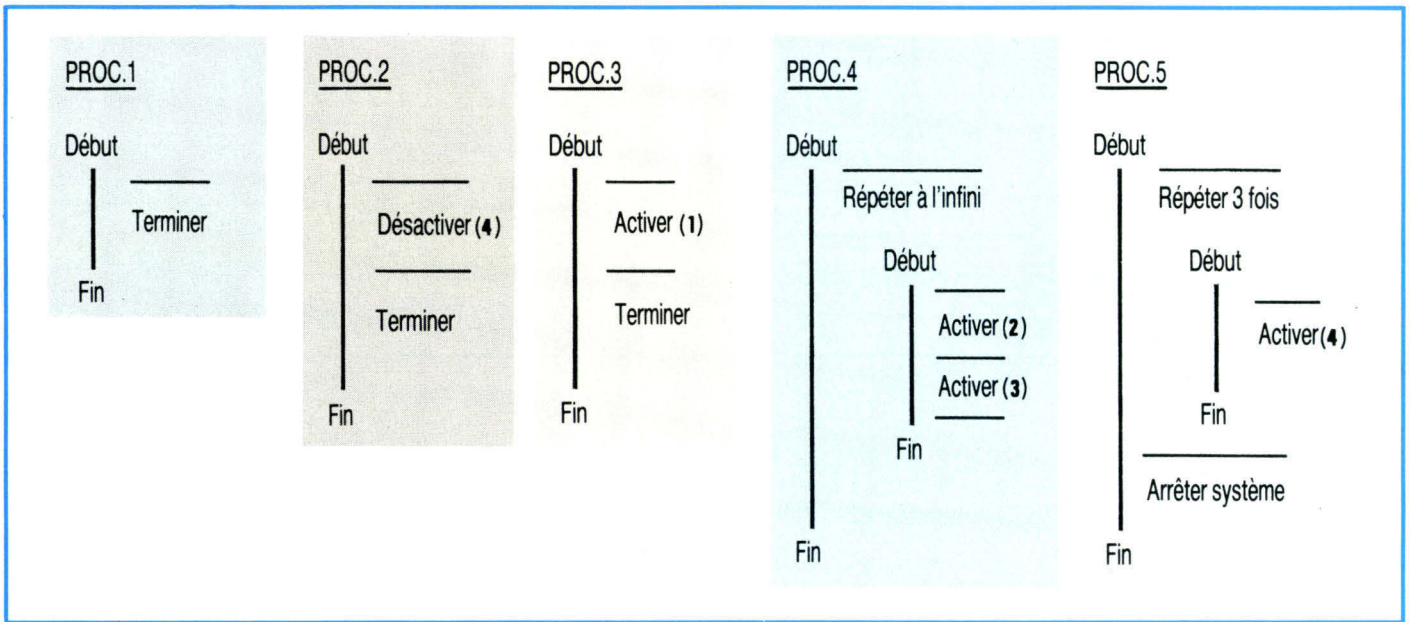 PROC.1
Début
Terminer
Fin
PROC.2
Début
Désactiver (4)
Terminer
Fin
PROC.3
Début
Activer (1)
Terminer
Fin
PROC.4
Début
Répéter à l'infini
Début
Activer (2)
Activer (3)
Fin
Fin
PROC.5
Début
Répéter 3 fois
Début
Activer(4)
Fin
Arrêter système
Fin